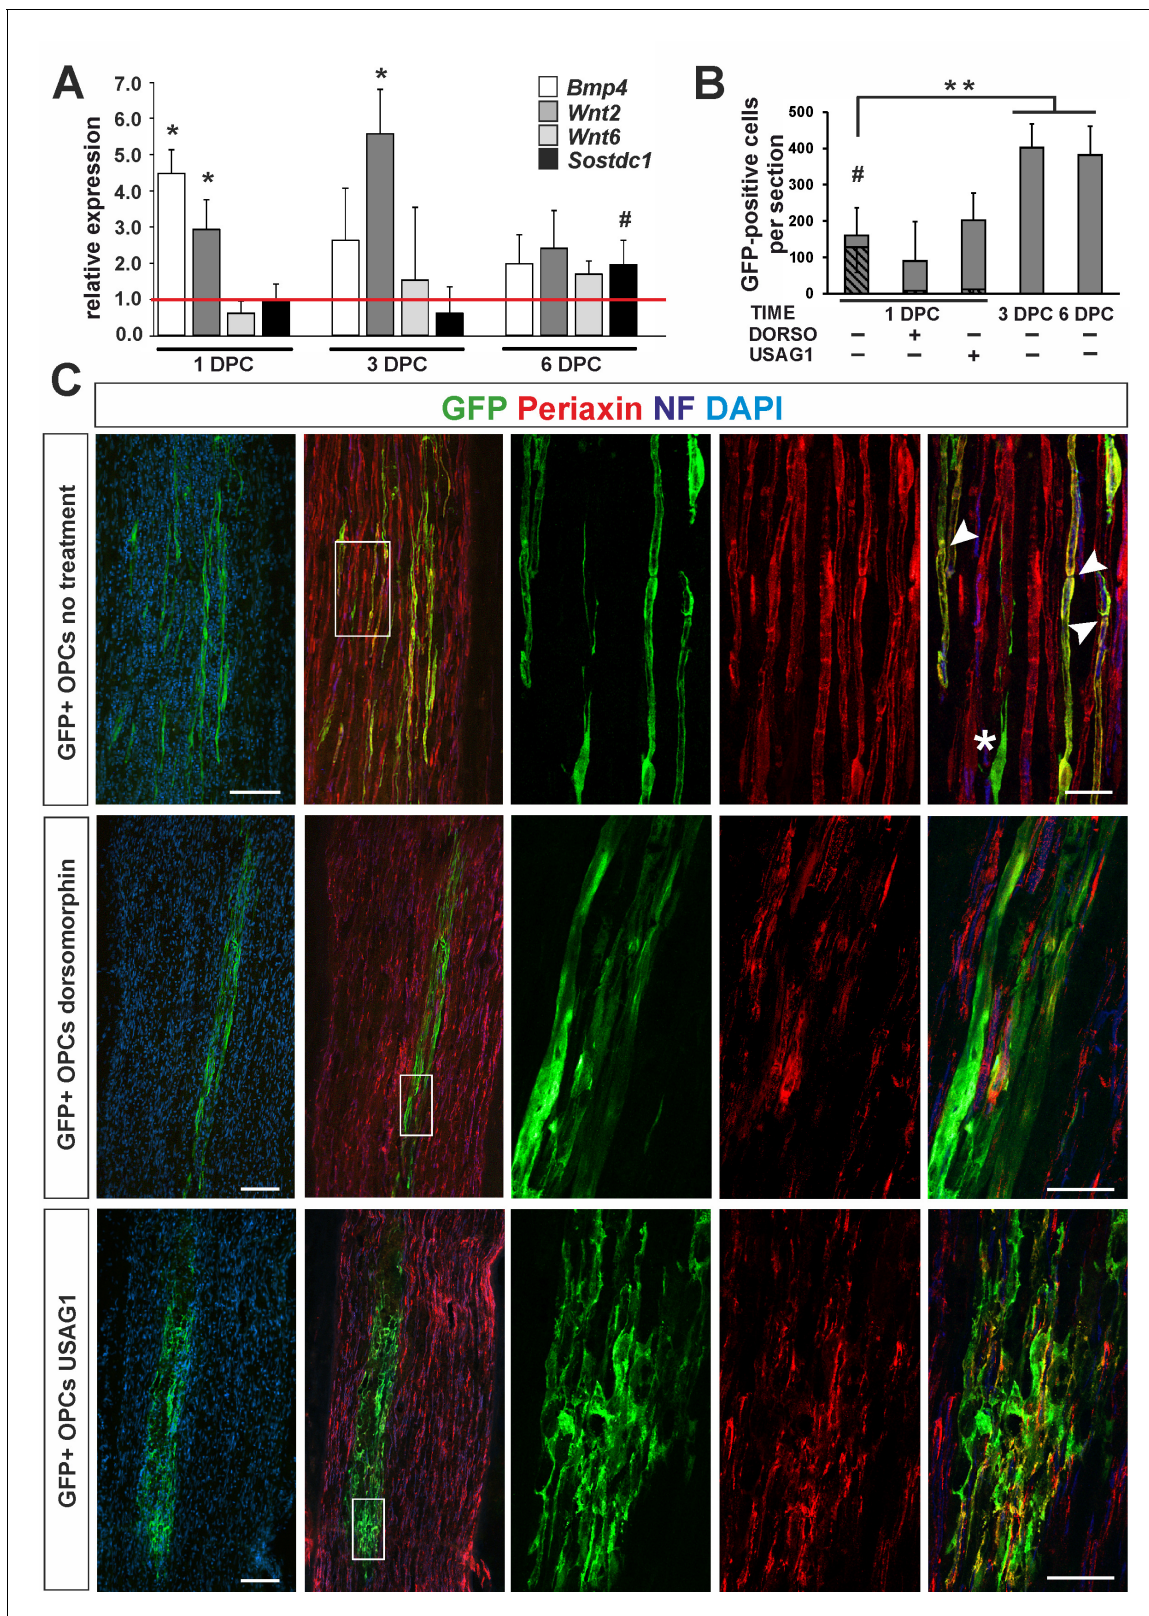 A
7.0
6.0
5.0
4.0
3.0
2.0
1.0
0.0
relative expression
*
*
*
#
Bmp4
Wnt2
Wnt6
Sostdc1
1 DPC
3 DPC
6 DPC
B
500
400
300
200
100
0
GFP-positive cells
per section
#
* *
TIME 1 DPC 3 DPC 6 DPC
DORSO – + – – –
USAG1 – – + – –
C
GFP Periaxin NF DAPI
GFP+ OPCs no treatment
*
GFP+ OPCs dorsomorphin
GFP+ OPCs USAG1